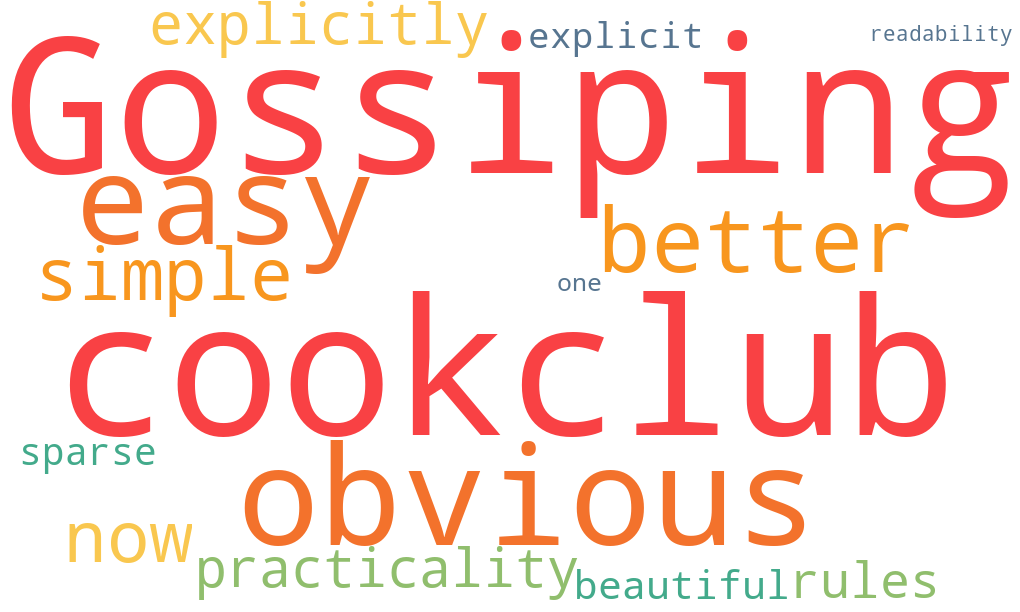 explicitly
explicit
readability
Gossiping
easy
better
simple
one
cookclub
sparse
obvious
now
practicality
beautiful
rules